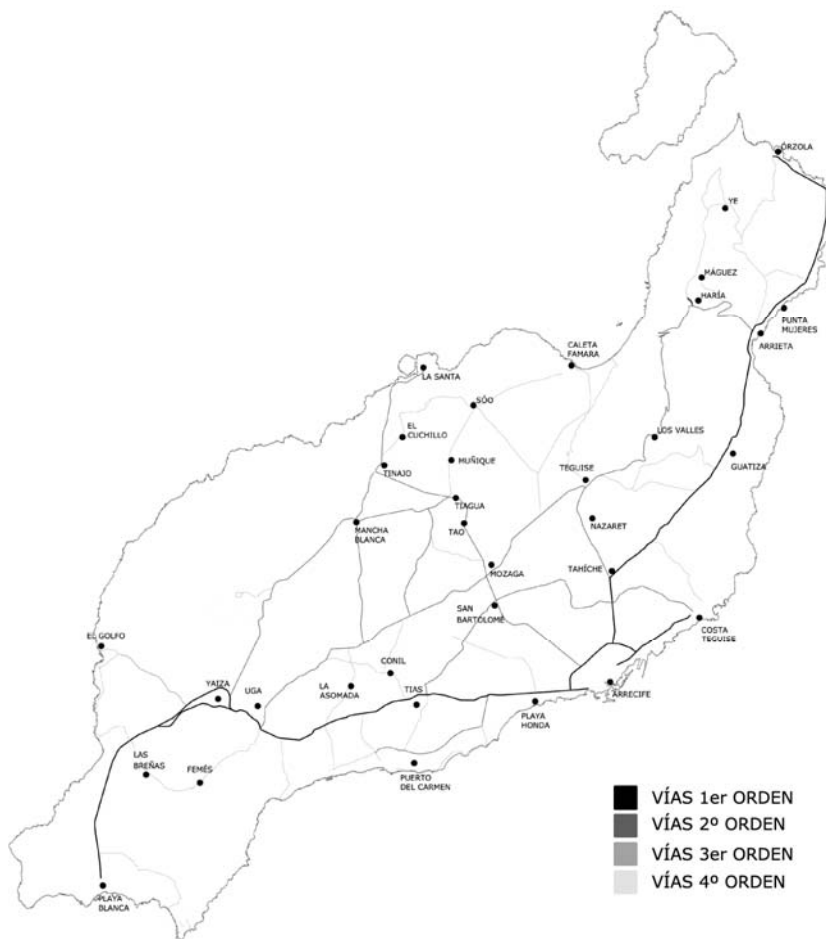 ÓRZOLA
YE
MÁGUEZ
HARÍA
PUNTA
MUJERES
ARRIETA
CALETA
FAMARA
LA SANTA
SÓO
EL
CUCHILLO
LOS VALLES
GUATIZA
MUÑIQUE
TINAJO
TEGUISE
TIAGUA
NAZARET
MANCHA
BLANCA
TAO
MOZAGA
TAHÍCHE
SAN
BARTOLOMÉ
COSTA
TEGUISE
EL GOLFO
CONIL
YAIZA
UGA
LA
ASOMADA
TIAS
ARRECIFE
PLAYA
HONDA
LAS
BREÑAS
FEMÉS
PUERTO
DEL CARMEN
PLAYA
BLANCA
VÍAS 1er ORDEN
VÍAS 2º ORDEN
VÍAS 3er ORDEN
VÍAS 4º ORDEN